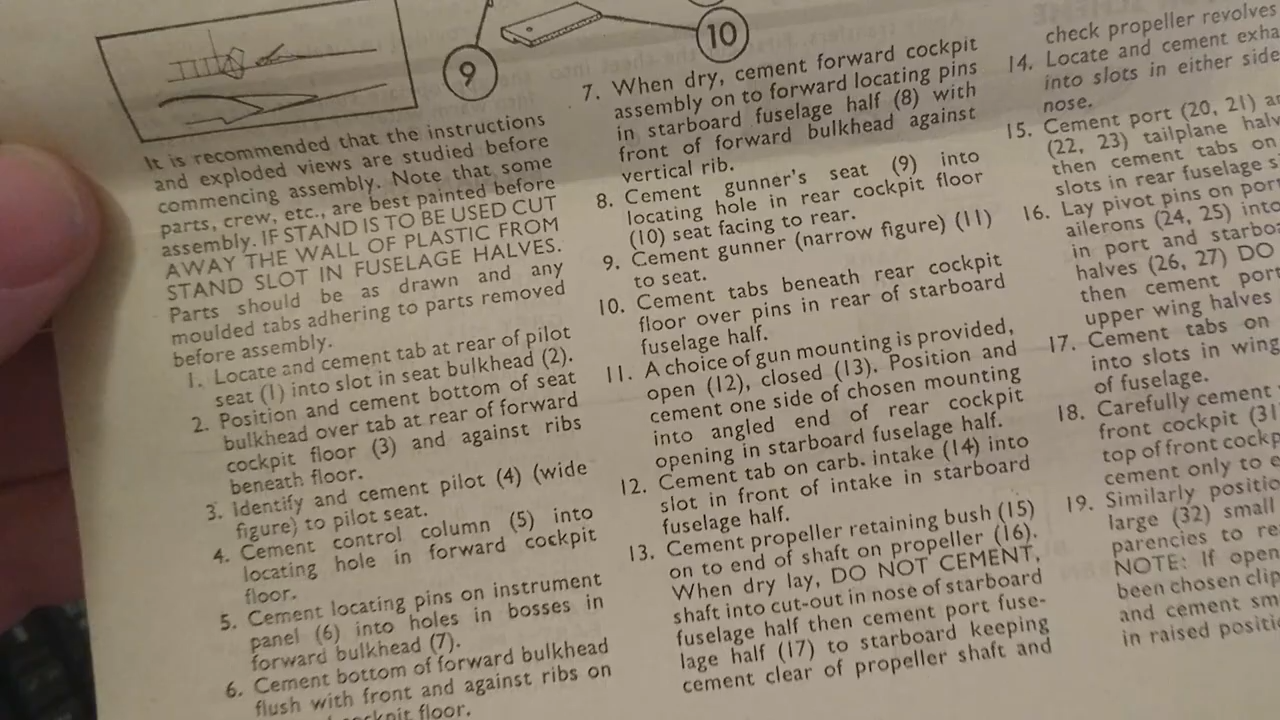 9
10
It is recommended that the instructions
and exploded views are studied before
commencing assembly. Note that some
parts, crew, etc., are best painted before
assembly. IF STAND IS TO BE USED CUT
AWAY THE WALL OF PLASTIC FROM
STAND SLOT IN FUSELAGE HALVES.
Parts should be as drawn and any
moulded tabs adhering to parts removed
before assembly.
1. Locate and cement tab at rear of pilot
seat (1) into slot in seat bulkhead (2).
2. Position and cement bottom of seat
bulkhead over tab at rear of forward
cockpit floor (3) and against ribs
beneath floor.
3. Identify and cement pilot (4) (wide
figure) to pilot seat.
4. Cement control column (5) into
locating hole in forward cockpit
floor.
5. Cement locating pins on instrument
panel (6) into holes in bosses in
forward bulkhead (7).
6. Cement bottom of forward bulkhead
flush with front and against ribs on
floor.
7. When dry, cement forward cockpit
assembly on to forward locating pins
in starboard fuselage half (8) with
front of forward bulkhead against
vertical rib.
8. Cement gunner's seat (9) into
locating hole in rear cockpit floor
(10) seat facing to rear.
9. Cement gunner (narrow figure) (11)
to seat.
10. Cement tabs beneath rear cockpit
floor over pins in rear of starboard
fuselage half.
11. A choice of gun mounting is provided,
open (12), closed (13). Position and
cement one side of chosen mounting
into angled end of rear cockpit
opening in starboard fuselage half.
12. Cement tab on carb. intake (14) into
slot in front of intake in starboard
fuselage half.
13. Cement propeller retaining bush (15)
on to end of shaft on propeller (16).
When dry lay, DO NOT CEMENT,
shaft into cut-out in nose of starboard
fuselage half then cement port fuse-
lage half (17) to starboard keeping
cement clear of propeller shaft and
check propeller revolves
14. Locate and cement exha
into slots in either side
nose.
15. Cement port (20, 21) a
(22, 23) tailplane halv
then cement tabs on
slots in rear fuselage s
16. Lay pivot pins on port
ailerons (24, 25) into
in port and starboa
halves (26, 27) DO
then cement port
upper wing halves
17. Cement tabs on
into slots in wing
of fuselage.
18. Carefully cement
front cockpit (31
top of front cockp
cement only to e
19. Similarly positio
large (32) small
parencies to re
NOTE: If open
been chosen clip
and cement sm
in raised positi